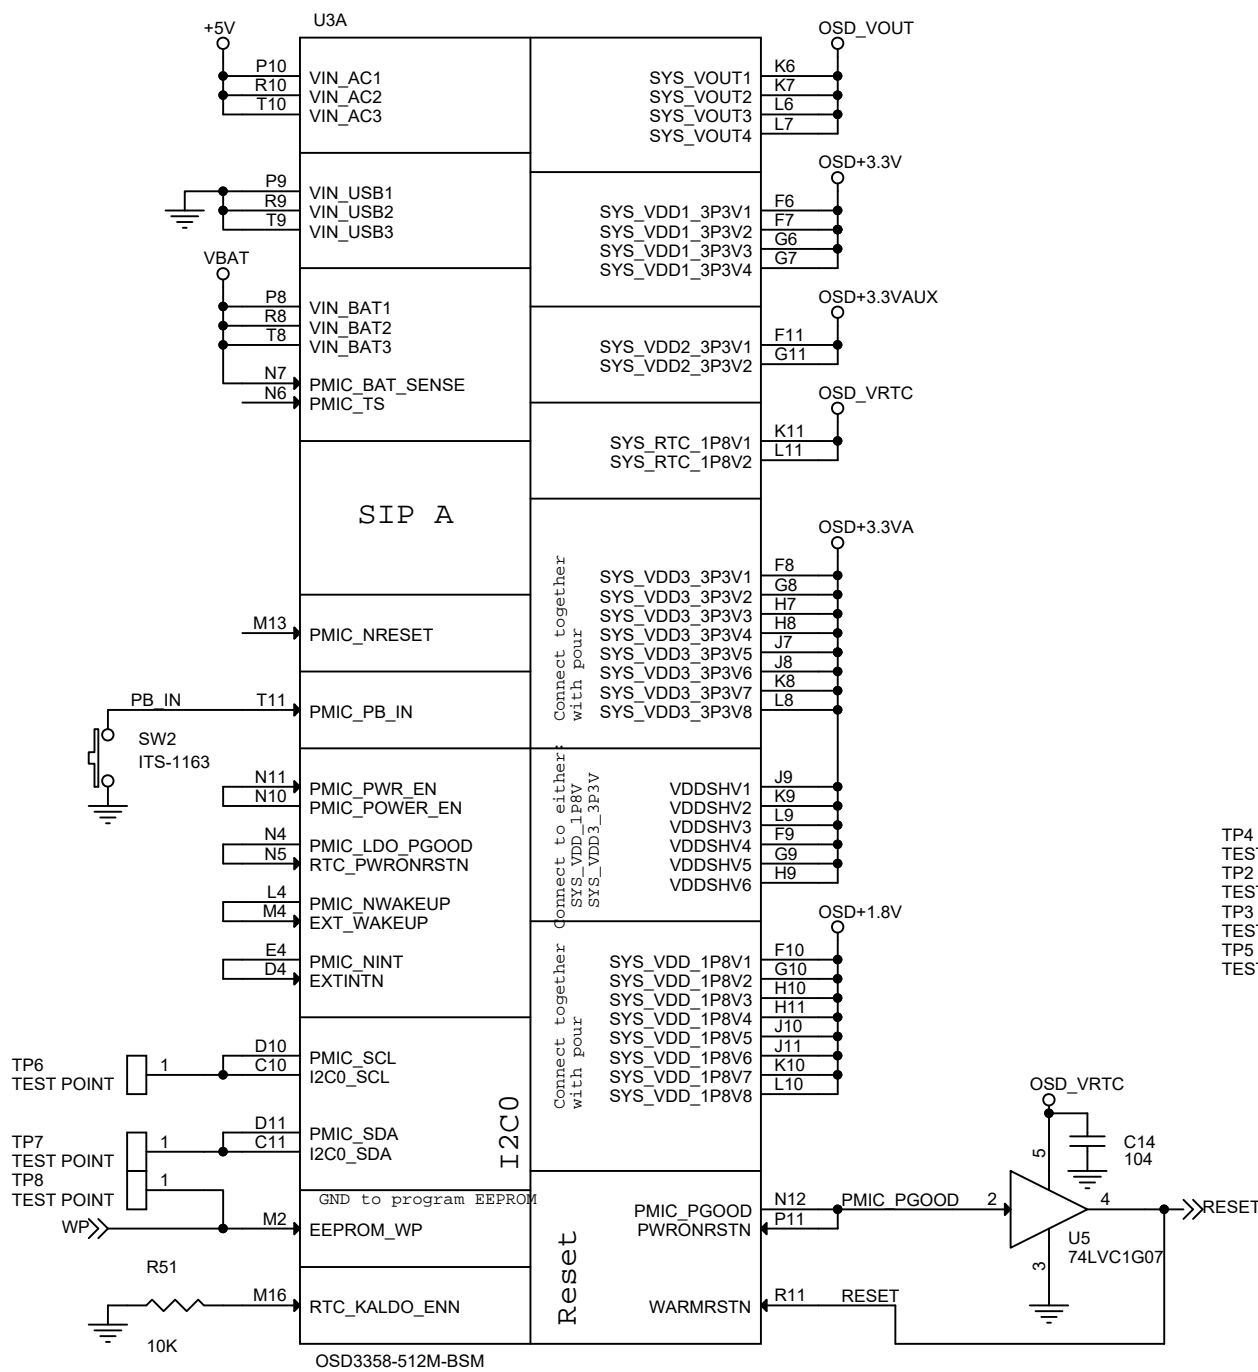 U3A
+5V
P10 VIN_AC1
R10 VIN_AC2
T10 VIN_AC3
P9 VIN_USB1
R9 VIN_USB2
T9 VIN_USB3
VBAT
P8 VIN_BAT1
R8 VIN_BAT2
T8 VIN_BAT3
N7 PMIC_BAT_SENSE
N6 PMIC_TS
SIP A
M13 PMIC_NRESET
PB_IN T11 PMIC_PB_IN
SW2
ITS-1163
N11 PMIC_PWR_EN
N10 PMIC_POWER_EN
N4 PMIC_LDO_PGOOD
N5 RTC_PWRONRSTN
L4 PMIC_NWAKEUP
M4 EXT_WAKEUP
E4 PMIC_NINT
D4 EXTINTN
TP6
TEST POINT
1
D10 PMIC_SCL
C10 I2C0_SCL
TP7
TEST POINT
1
D11 PMIC_SDA
C11 I2C0_SDA
I2C0
TP8
TEST POINT
1
GND to program EEPROM
WP M2 EEPROM_WP
R51
10K
M16 RTC_KALDO_ENN
OSD3358-512M-BSM
OSD_VOUT
SYS_VOUT1 K6
SYS_VOUT2 K7
SYS_VOUT3 L6
SYS_VOUT4 L7
OSD+3.3V
SYS_VDD1_3P3V1 F6
SYS_VDD1_3P3V2 F7
SYS_VDD1_3P3V3 G6
SYS_VDD1_3P3V4 G7
OSD+3.3VAUX
SYS_VDD2_3P3V1 F11
SYS_VDD2_3P3V2 G11
OSD_VRTC
SYS_RTC_1P8V1 K11
SYS_RTC_1P8V2 L11
OSD+3.3VA
Connect together
with pour
SYS_VDD3_3P3V1 F8
SYS_VDD3_3P3V2 G8
SYS_VDD3_3P3V3 H7
SYS_VDD3_3P3V4 H8
SYS_VDD3_3P3V5 J7
SYS_VDD3_3P3V6 J8
SYS_VDD3_3P3V7 K8
SYS_VDD3_3P3V8 L8
Connect to either:
SYS_VDD_1P8V
SYS_VDD3_3P3V
VDDSHV1 J9
VDDSHV2 K9
VDDSHV3 L9
VDDSHV4 F9
VDDSHV5 G9
VDDSHV6 H9
OSD+1.8V
Connect together
with pour
SYS_VDD_1P8V1 F10
SYS_VDD_1P8V2 G10
SYS_VDD_1P8V3 H10
SYS_VDD_1P8V4 H11
SYS_VDD_1P8V5 J10
SYS_VDD_1P8V6 J11
SYS_VDD_1P8V7 K10
SYS_VDD_1P8V8 L10
Reset
PMIC_PGOOD N12 PMIC_PGOOD 2
PWRONRSTN P11
WARMRSTN R11 RESET
OSD_VRTC
5
C14
104
4
RESET
U5
74LVC1G07
3
TP4
TEST
TP2
TEST
TP3
TEST
TP5
TEST